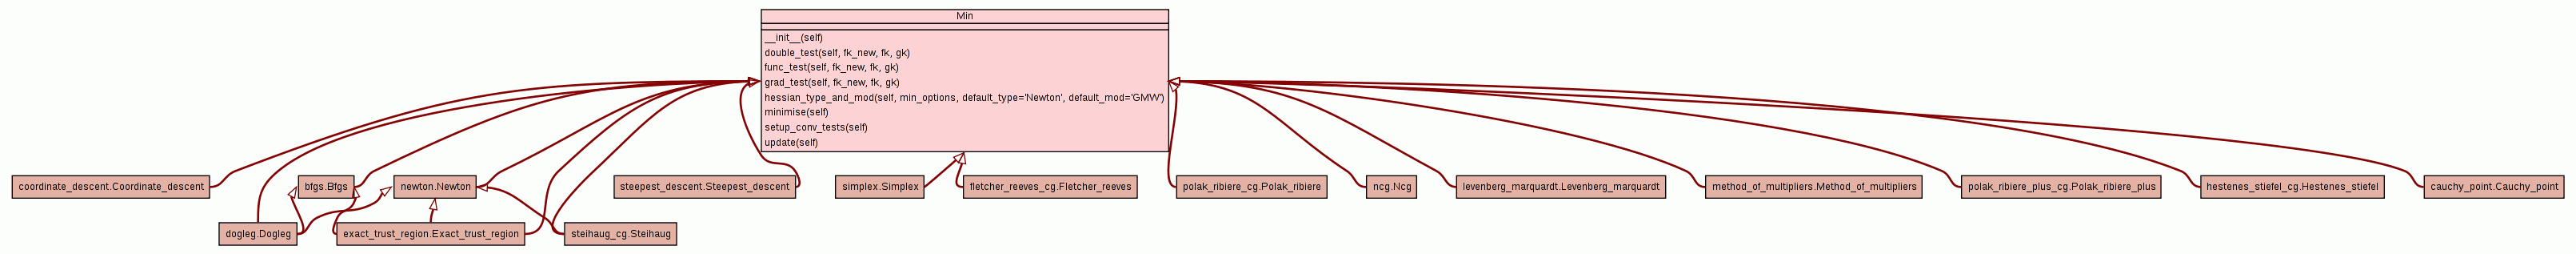 Min
__init__(self)
double_test(self, fk_new, fk, gk)
func_test(self, fk_new, fk, gk)
grad_test(self, fk_new, fk, gk)
hessian_type_and_mod(self, min_options, default_type='Newton', default_mod='GMW')
minimise(self)
setup_conv_tests(self)
update(self)
coordinate_descent.Coordinate_descent
bfgs.Bfgs
newton.Newton
steepest_descent.Steepest_descent
simplex.Simplex
fletcher_reeves_cg.Fletcher_reeves
polak_ribiere_cg.Polak_ribiere
ncg.Ncg
levenberg_marquardt.Levenberg_marquardt
method_of_multipliers.Method_of_multipliers
polak_ribiere_plus_cg.Polak_ribiere_plus
hestenes_stiefel_cg.Hestenes_stiefel
cauchy_point.Cauchy_point
dogleg.Dogleg
exact_trust_region.Exact_trust_region
steihaug_cg.Steihaug